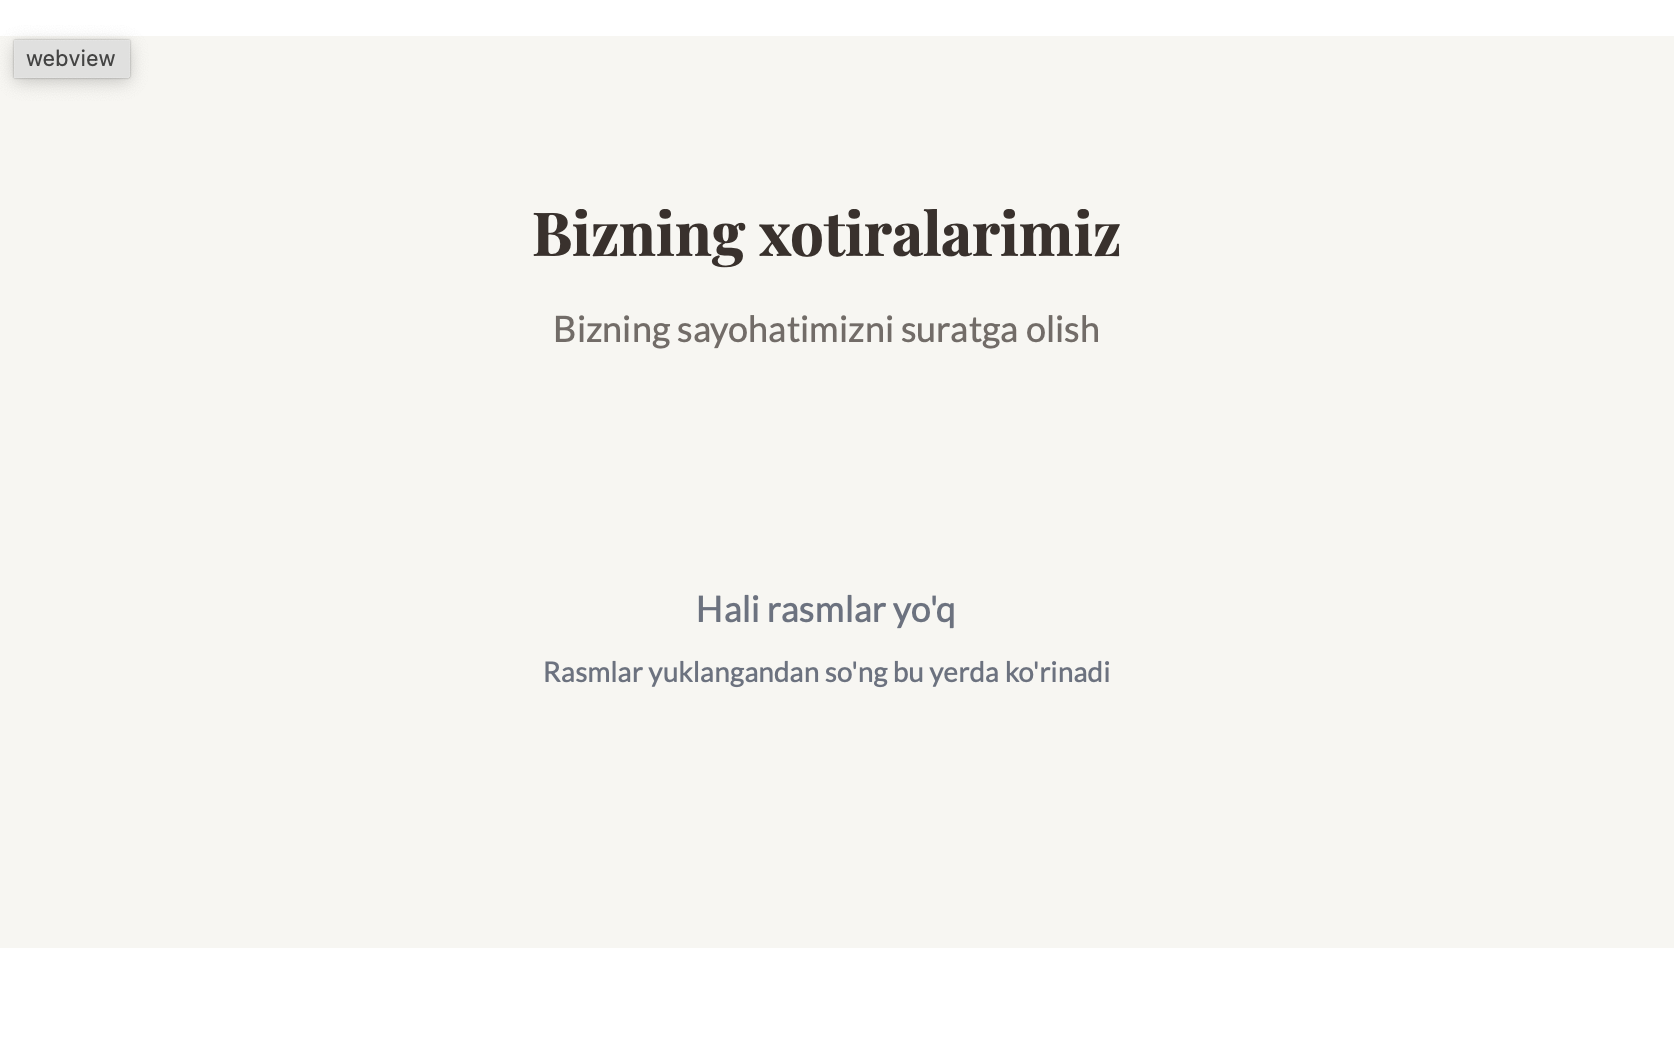 webview
Bizning xotiralarimiz
Bizning sayohatimizni suratga olish
Hali rasmlar yo'q
Rasmlar yuklangandan so'ng bu yerda ko'rinadi